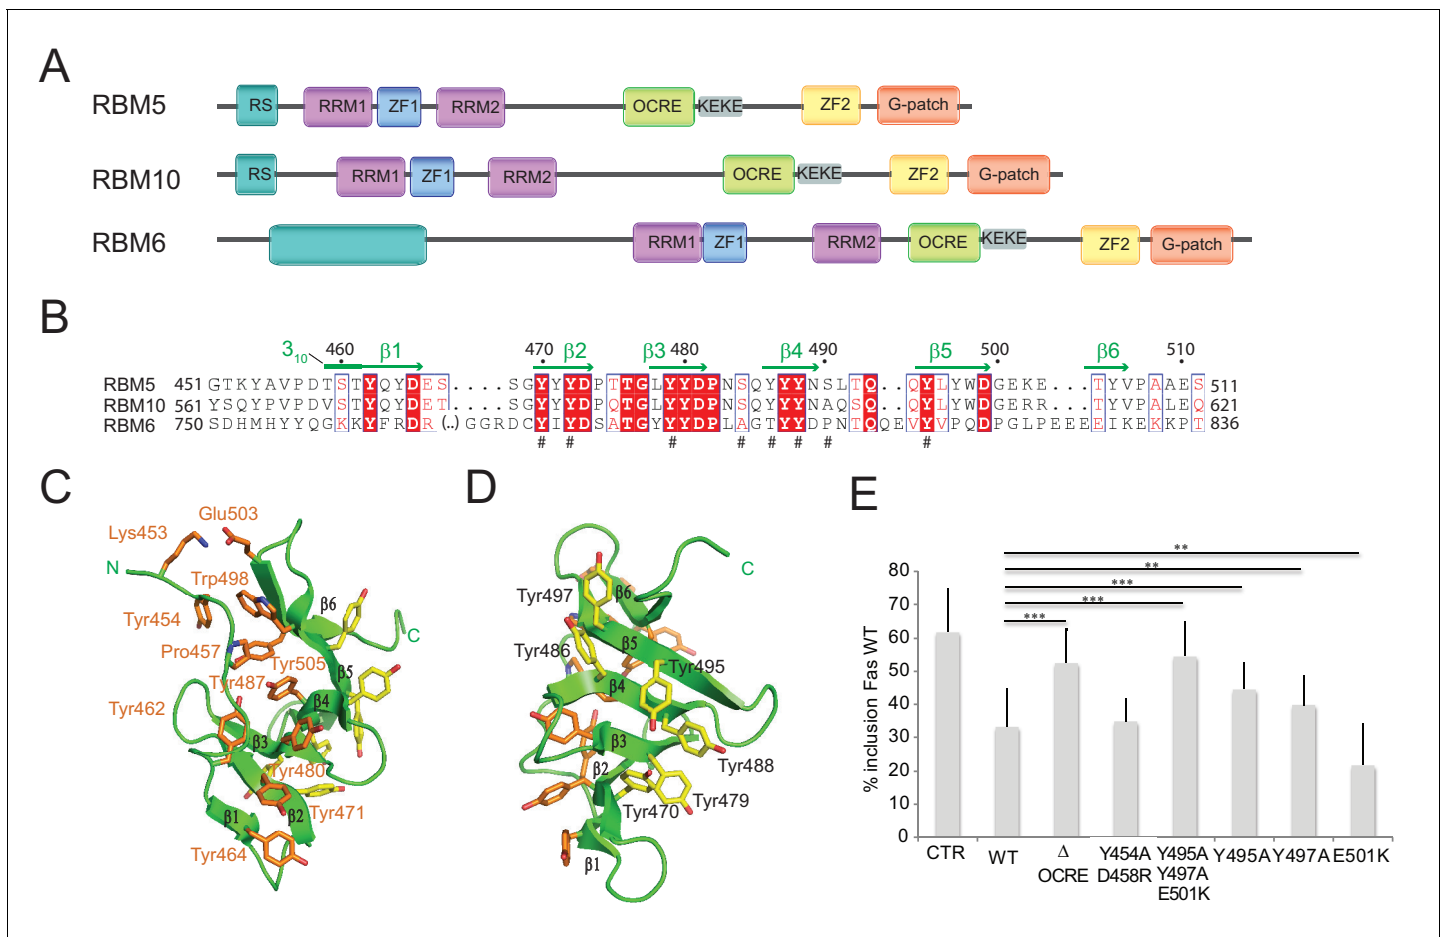 A
RBM5 RS RRM1 ZF1 RRM2 OCRE KEKE ZF2 G-patch
RBM10 RS RRM1 ZF1 RRM2 OCRE KEKE ZF2 G-patch
RBM6 RRM1 ZF1 RRM2 OCRE KEKE ZF2 G-patch
B
3₁₀ 460 β1 470 β2 β3 480 β4 490 β5 500 β6 510
RBM5 451 GTKYAVPDTSTYQYDES....SGYYYDPTTGLYYDPNSQYYYNSLTQ..QYLYWDGEKE...TYVPAAES 511
RBM10 561 YSQYPVPDVSTYQYDET....SGYYYDPQTGLYYDPNSQYYYNAQSQ..QYLYWDGERR...TYVPALEQ 621
RBM6 750 SDHMHYYQGKKYFRDR(..)GGRDCYIYDSATGYYYDPLAGTYYDPNTQQEVYVPQDPGLPEEEEIKEKKPT 836
# # # # # # # #
C
Lys453 Glu503
N
Trp498
Tyr454
β6
C
Pro457
Tyr505
β5
Tyr487
β4
Tyr462
β3
Tyr480
β1 β2 Tyr471
Tyr464
D
C
Tyr497 β6
Tyr486 β5 Tyr495
β4
β3
β2 Tyr488
Tyr470 Tyr479
β1
E
**
**
***
***
***
% inclusion Fas WT
80
70
60
50
40
30
20
10
0
CTR
WT
Δ
OCRE
Y454A
D458R
Y495A
Y497A
E501K
Y495A
Y497A
E501K